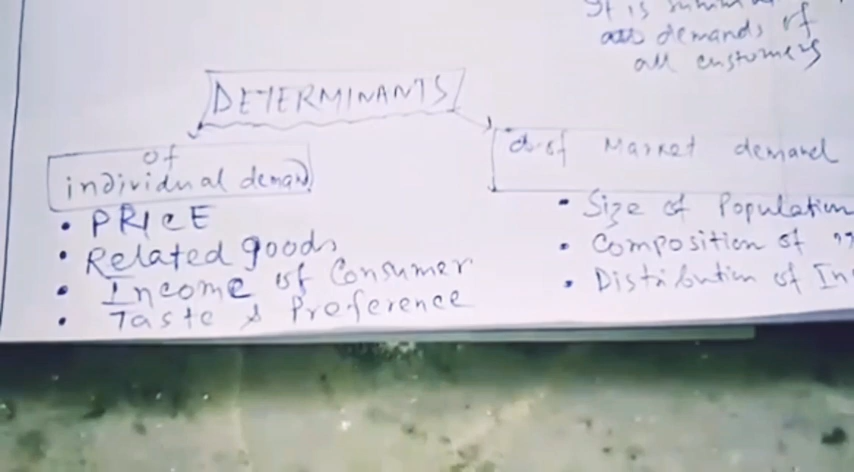 It is
demands of
all customers
DETERMINANTS
of
individual demand
• PRICE
• Related goods
• Income of Consumer
• Taste & Preference
d. of Market demand
• Size of Population
• Composition of "
• Distribution of In